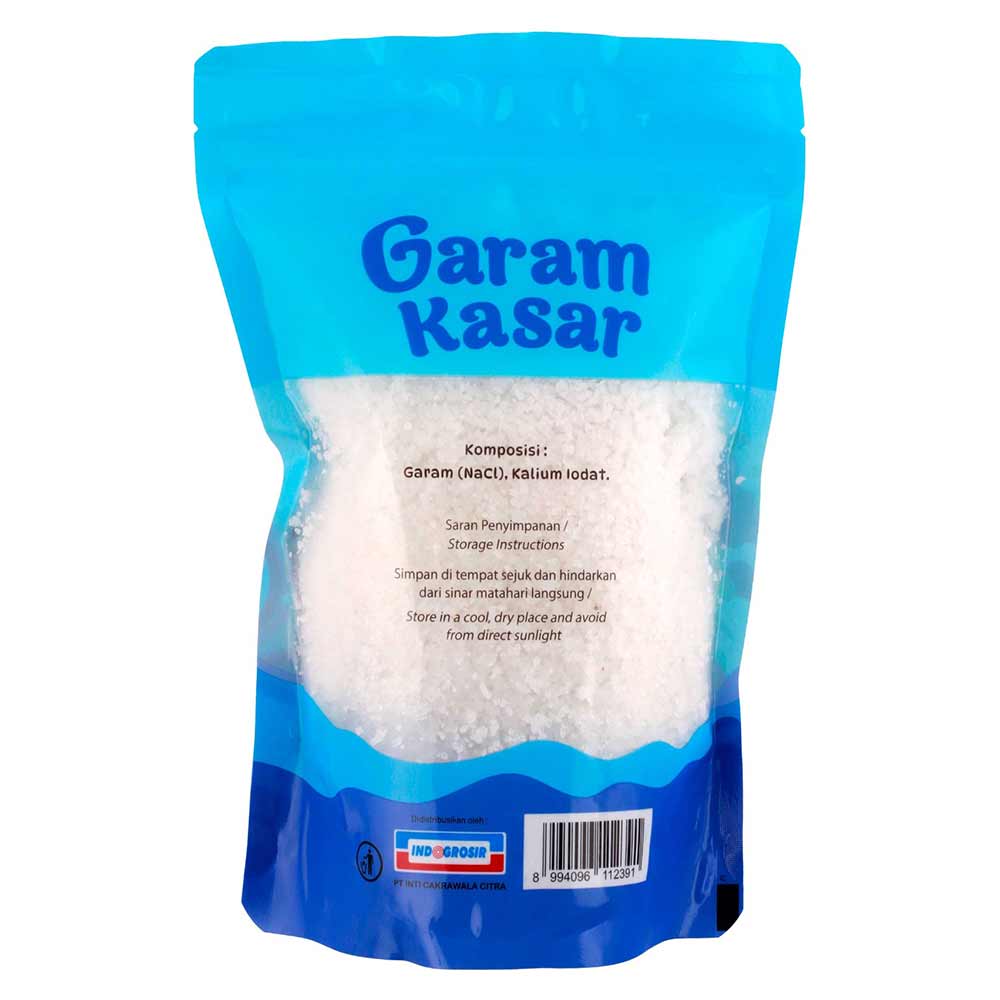 Garam
Kasar
Komposisi :
Garam (NaCl), Kalium Iodat.
Saran Penyimpanan /
Storage Instructions
Simpan di tempat sejuk dan hindarkan
dari sinar matahari langsung /
Store in a cool, dry place and avoid
from direct sunlight
Didistribusikan oleh :
INDOGROSIR
PT INTI CAKRAWALA CITRA
8 994096 112391